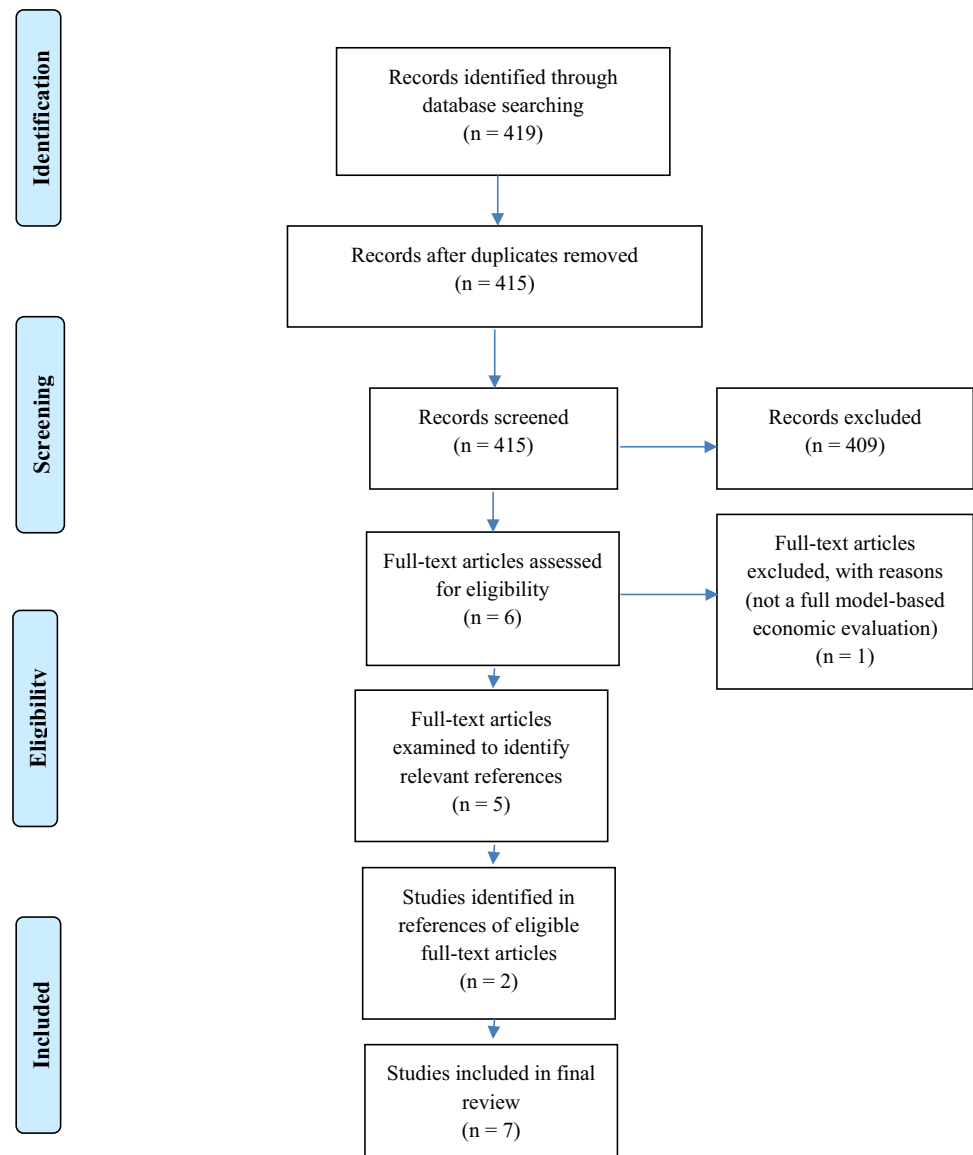 Identification
Records identified through
database searching
(n = 419)
Records after duplicates removed
(n = 415)
Screening
Records screened
(n = 415)
Records excluded
(n = 409)
Full-text articles assessed
for eligibility
(n = 6)
Full-text articles
excluded, with reasons
(not a full model-based
economic evaluation)
(n = 1)
Eligibility
Full-text articles
examined to identify
relevant references
(n = 5)
Studies identified in
references of eligible
full-text articles
(n = 2)
Included
Studies included in final
review
(n = 7)